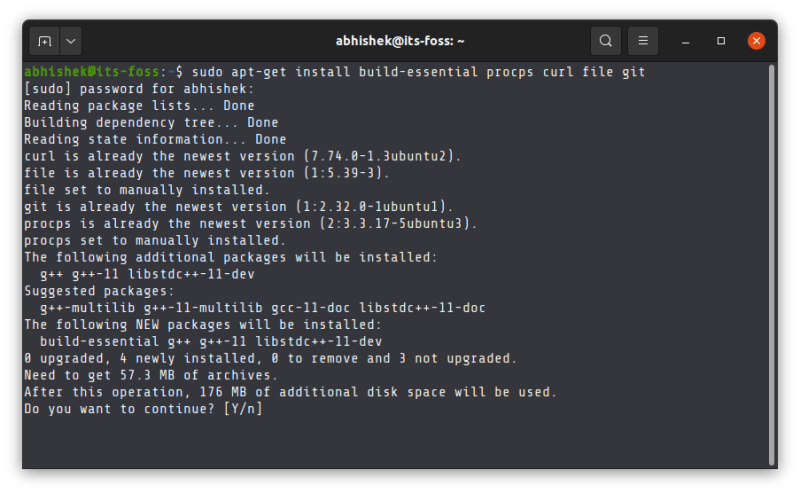 abhishek@its-foss: ~
abhishek@its-foss:~$ sudo apt-get install build-essential procps curl file git
[sudo] password for abhishek:
Reading package lists... Done
Building dependency tree... Done
Reading state information... Done
curl is already the newest version (7.74.0-1.3ubuntu2).
file is already the newest version (1:5.39-3).
file set to manually installed.
git is already the newest version (1:2.32.0-1ubuntu1).
procps is already the newest version (2:3.3.17-5ubuntu3).
procps set to manually installed.
The following additional packages will be installed:
  g++ g++-11 libstdc++-11-dev
Suggested packages:
  g++-multilib g++-11-multilib gcc-11-doc libstdc++-11-doc
The following NEW packages will be installed:
  build-essential g++ g++-11 libstdc++-11-dev
0 upgraded, 4 newly installed, 0 to remove and 3 not upgraded.
Need to get 57.3 MB of archives.
After this operation, 176 MB of additional disk space will be used.
Do you want to continue? [Y/n]